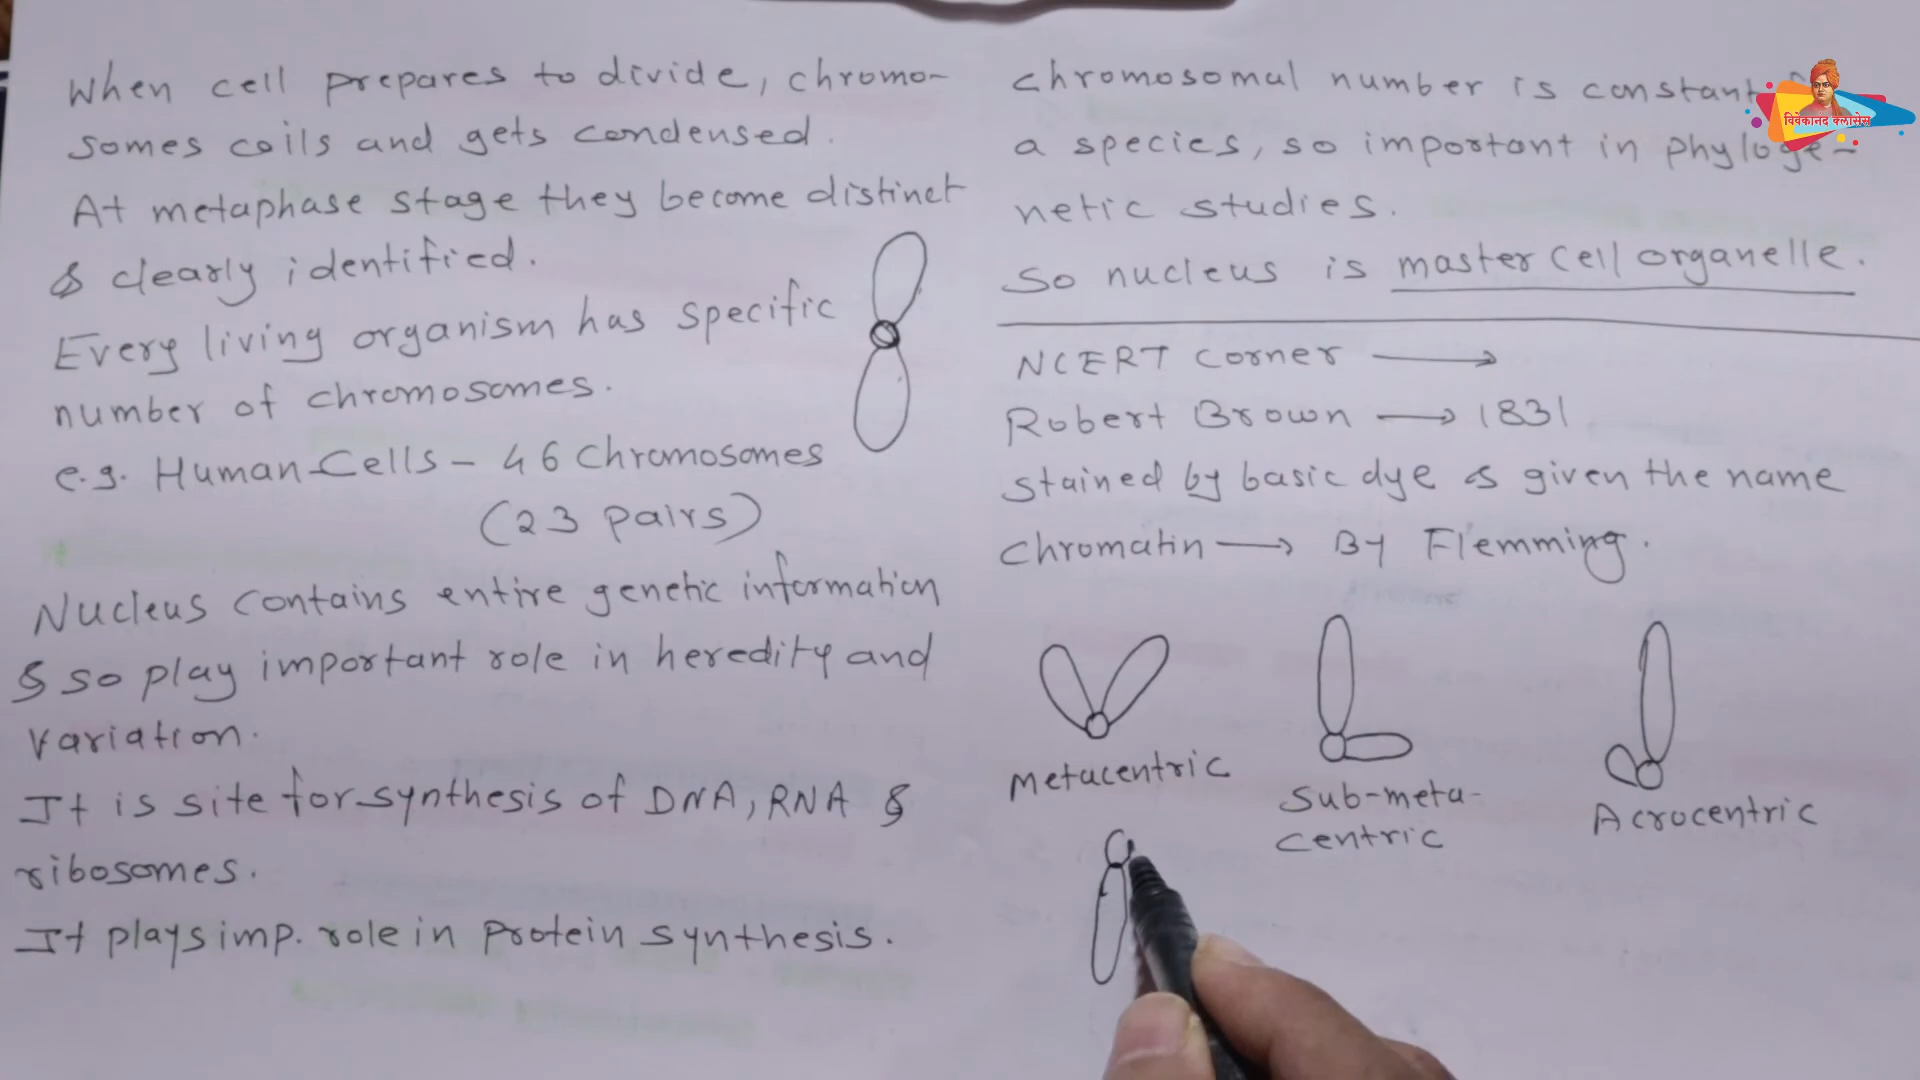 When cell prepares to divide, chromo-
somes coils and gets condensed.
At metaphase stage they become distinct
& clearly identified.
Every living organism has specific
number of chromosomes.
e.g. Human Cells - 46 Chromosomes
(23 pairs)
Nucleus contains entire genetic information
& so play important role in heredity and
variation.
It is site for synthesis of DNA, RNA &
ribosomes.
It plays imp. role in protein synthesis.
chromosomal number is constant
a species, so important in phyloge-
netic studies.
So nucleus is master cell organelle.
NCERT Corner →
Robert Brown → 1831
stained by basic dye & given the name
chromatin → By Flemming.
Metacentric
Sub-meta-
centric
Acrocentric
विवेकानंद क्लासेस